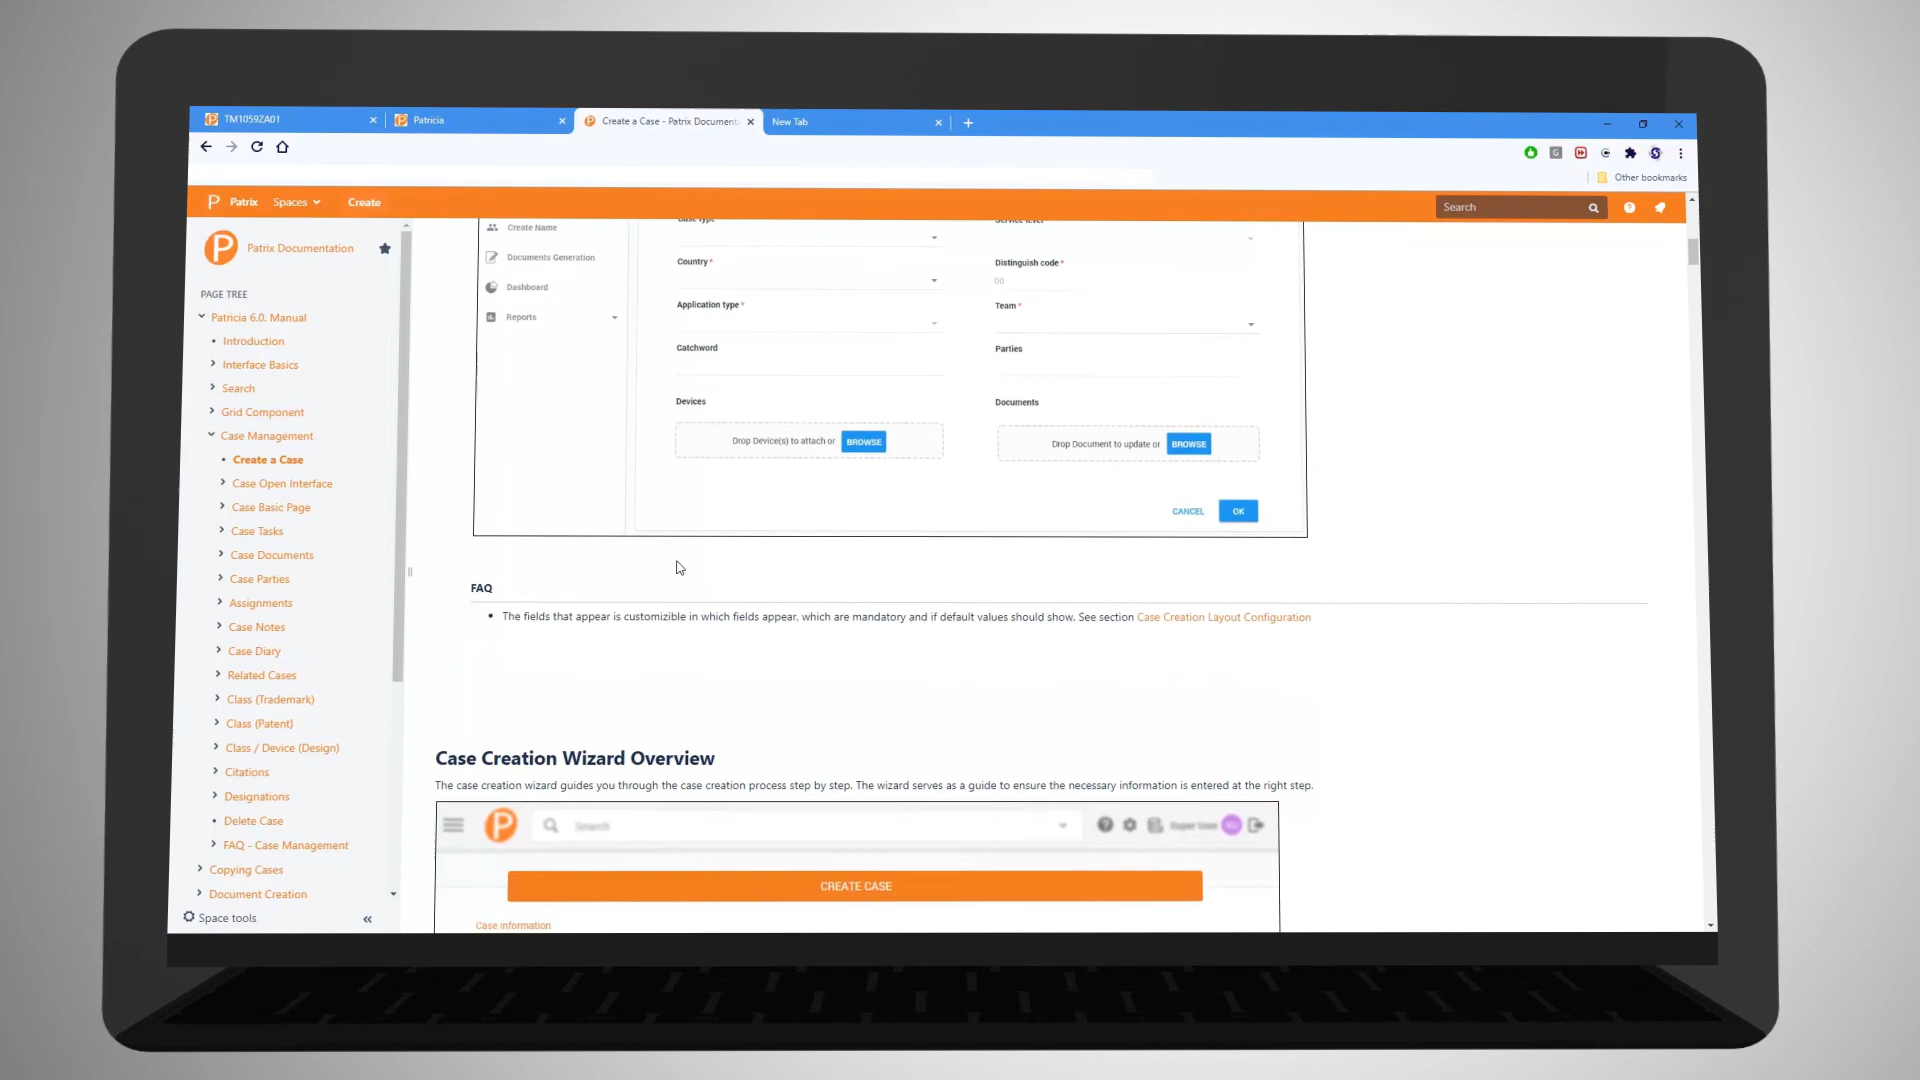 TM1059ZA01
Patricia
Create a Case - Patrix Document
New Tab
Other bookmarks
Patrix
Spaces
Create
Search
Patrix Documentation
PAGE TREE
Patricia 6.0. Manual
Introduction
Interface Basics
Search
Grid Component
Case Management
Create a Case
Case Open Interface
Case Basic Page
Case Tasks
Case Documents
Case Parties
Assignments
Case Notes
Case Diary
Related Cases
Class (Trademark)
Class (Patent)
Class / Device (Design)
Citations
Designations
Delete Case
FAQ - Case Management
Copying Cases
Document Creation
Space tools
Create Name
Documents Generation
Dashboard
Reports
Case type
Service level
Country *
Distinguish code *
00
Application type *
Team *
Catchword
Parties
Devices
Documents
Drop Device(s) to attach or BROWSE
Drop Document to update or BROWSE
CANCEL
OK
FAQ
• The fields that appear is customizible in which fields appear, which are mandatory and if default values should show. See section Case Creation Layout Configuration
Case Creation Wizard Overview
The case creation wizard guides you through the case creation process step by step. The wizard serves as a guide to ensure the necessary information is entered at the right step.
Search
Super User
CREATE CASE
Case information